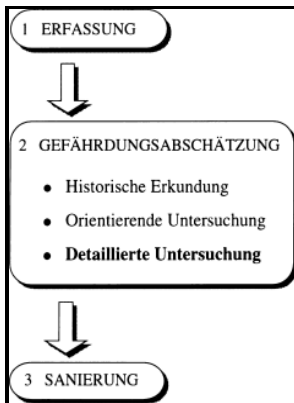 1 ERFASSUNG
2 GEFÄHRDUNGSABSCHÄTZUNG
• Historische Erkundung
• Orientierende Untersuchung
• Detaillierte Untersuchung
3 SANIERUNG